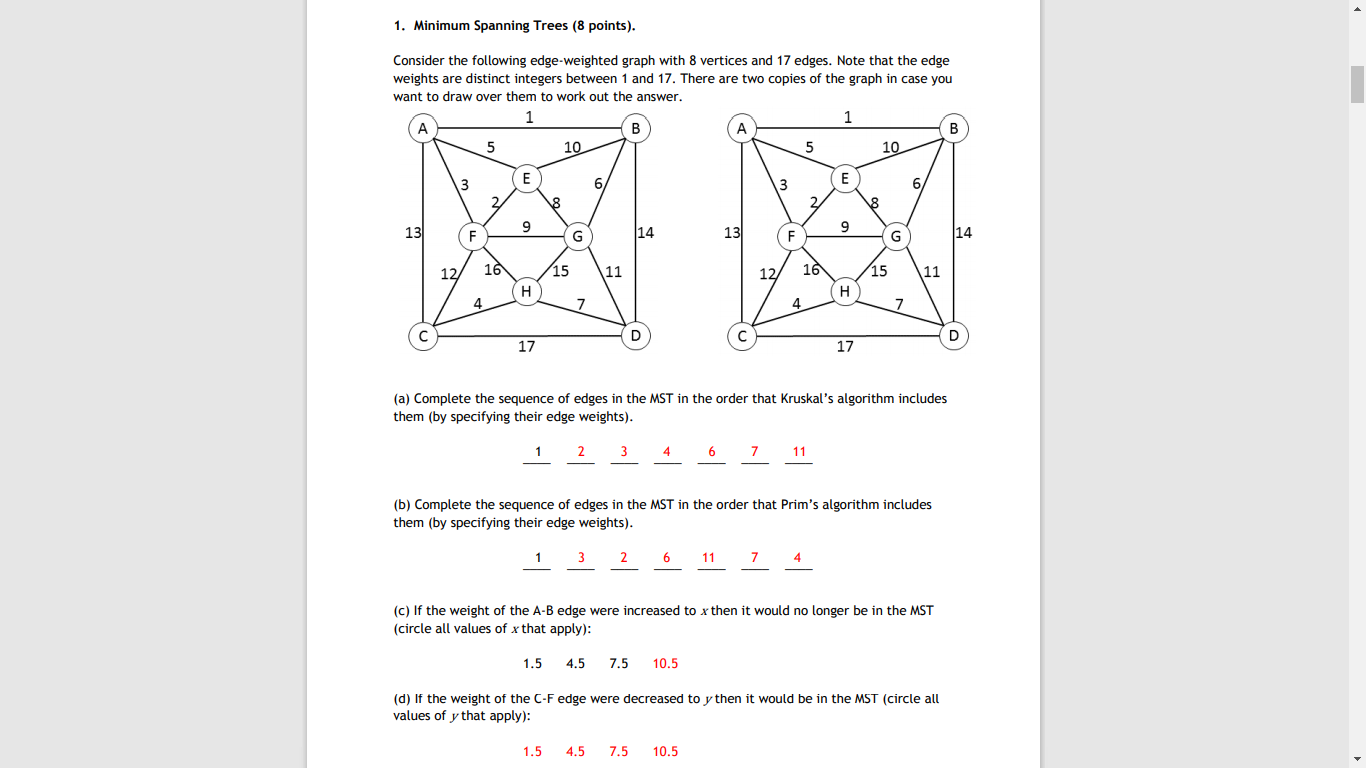 1. Minimum Spanning Trees (8 points).
Consider the following edge-weighted graph with 8 vertices and 17 edges. Note that the edge
weights are distinct integers between 1 and 17. There are two copies of the graph in case you
want to draw over them to work out the answer.
1 1
A B A B
5 10 5 10
E E
3 6 3 6
2 8 2 8
13 9 14 13 9 14
F G F G
12 16 15 11 12 16 15 11
H H
4 7 4 7
C D C D
17 17
(a) Complete the sequence of edges in the MST in the order that Kruskal’s algorithm includes
them (by specifying their edge weights).
1 2 3 4 6 7 11
(b) Complete the sequence of edges in the MST in the order that Prim’s algorithm includes
them (by specifying their edge weights).
1 3 2 6 11 7 4
(c) If the weight of the A-B edge were increased to x then it would no longer be in the MST
(circle all values of x that apply):
1.5 4.5 7.5 10.5
(d) If the weight of the C-F edge were decreased to y then it would be in the MST (circle all
values of y that apply):
1.5 4.5 7.5 10.5